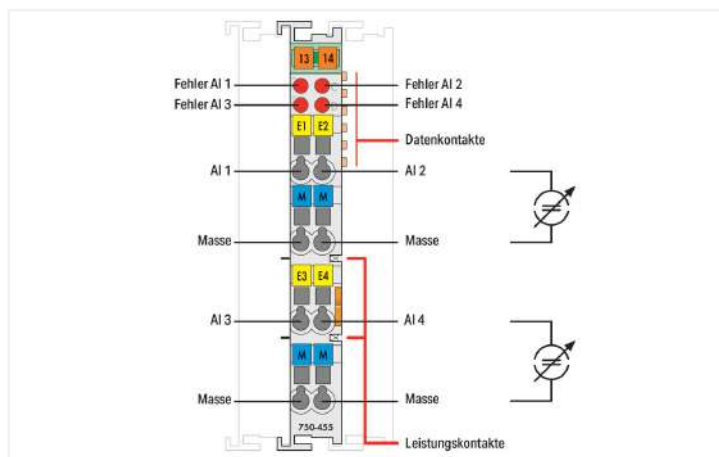 13 14
Fehler AI 1 Fehler AI 2
Fehler AI 3 Fehler AI 4
E1 E2
Datenkontakte
AI 1 AI 2
M M
Masse Masse
E3 E4
AI 3 AI 4
M M
Masse Masse
750-455
Leistungskontakte